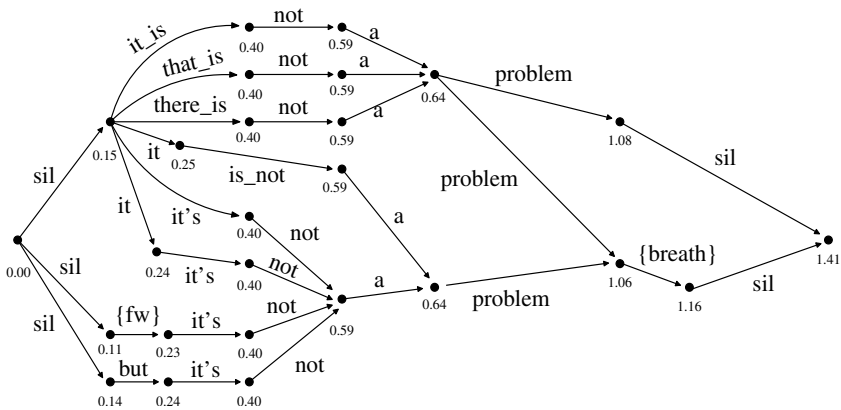 it_is not a
0.40 0.59
that_is not a problem
0.40 0.59 0.64
there_is not a
0.15 0.40 0.59 1.08
it 0.25 is_not 0.59 problem sil
sil it it's a
0.40 not
0.00 0.24 it's not 0.40 a {breath} 1.41
sil {fw} it's not 0.59 0.64 problem 1.06 1.16 sil
0.11 0.23 0.40
sil but it's not
0.14 0.24 0.40